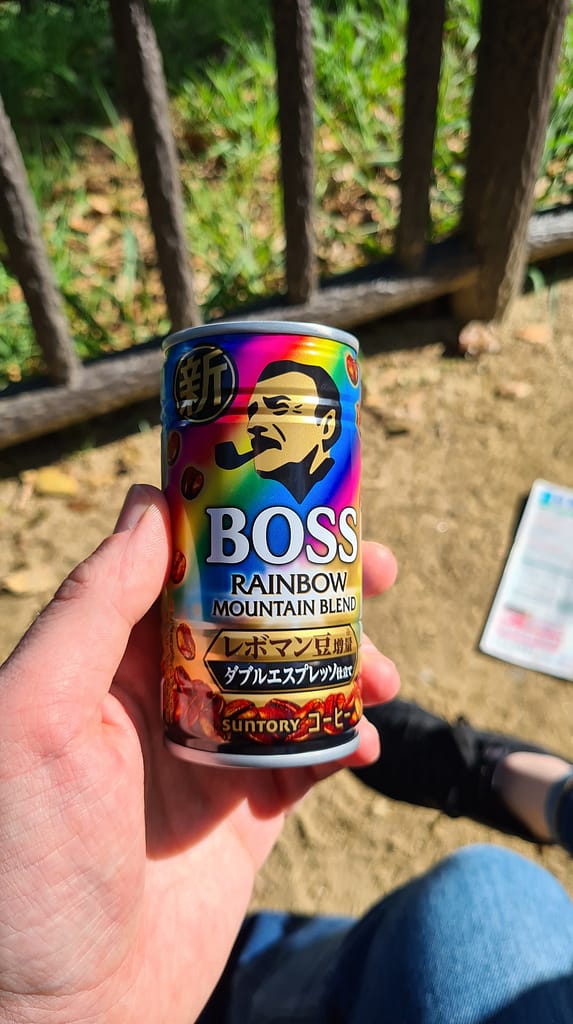 新
BOSS
RAINBOW
MOUNTAIN BLEND
レボマン豆増量
ダブルエスプレッソ仕立て
SUNTORY コーヒー